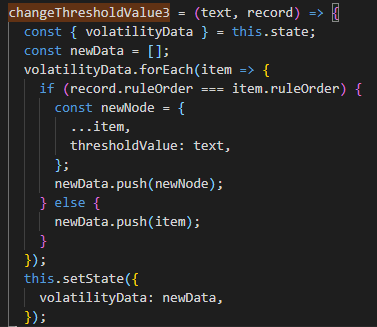 changeThresholdValue3 = (text, record) => {
const { volatilityData } = this.state;
const newData = [];
volatilityData.forEach(item => {
if (record.ruleOrder === item.ruleOrder) {
const newNode = {
...item,
thresholdValue: text,
};
newData.push(newNode);
} else {
newData.push(item);
}
});
this.setState({
volatilityData: newData,
});